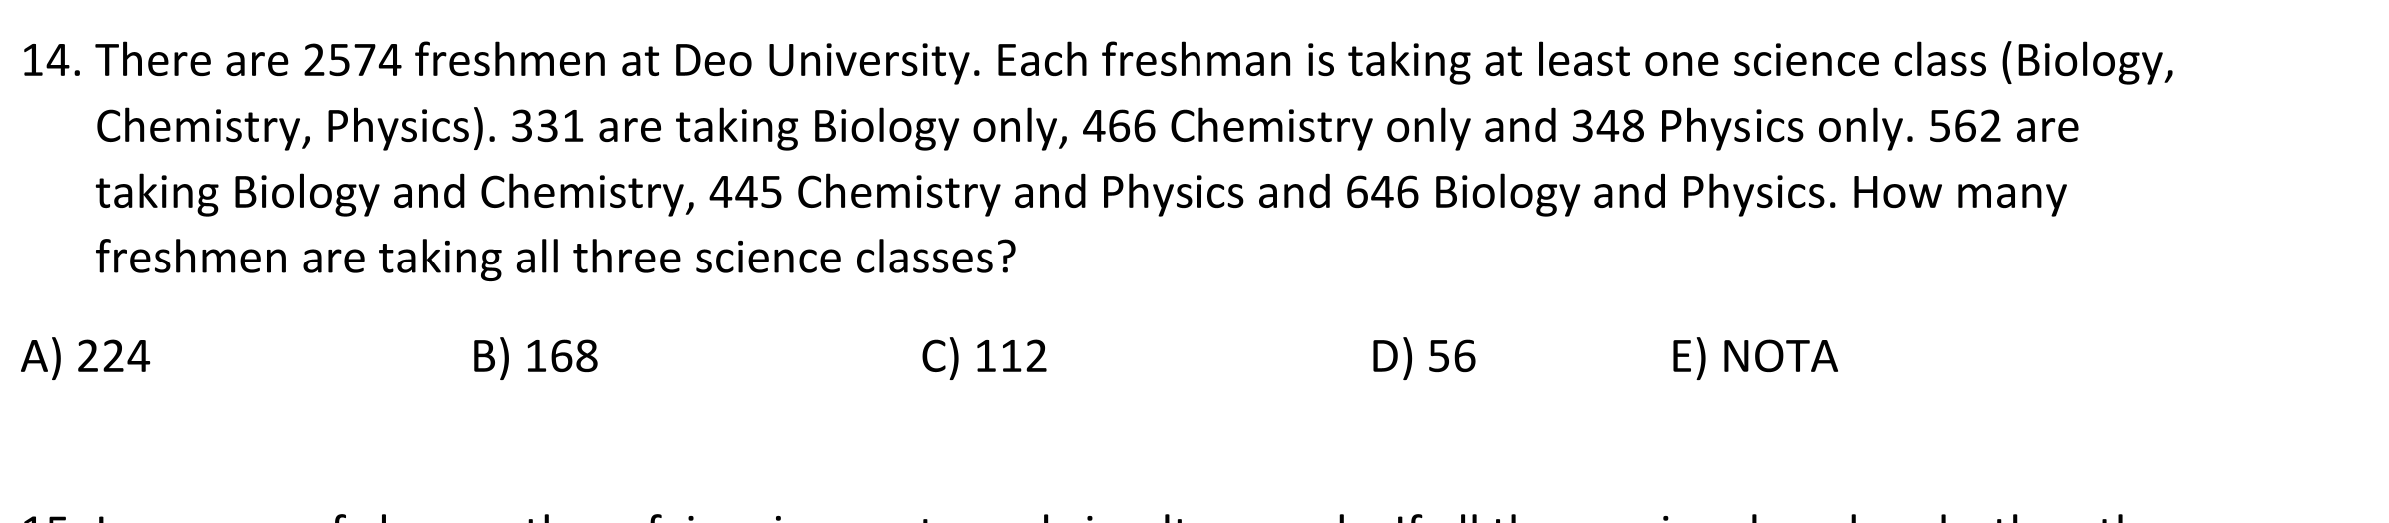 14. There are 2574 freshmen at Deo University. Each freshman is taking at least one science class (Biology,
Chemistry, Physics). 331 are taking Biology only, 466 Chemistry only and 348 Physics only. 562 are
taking Biology and Chemistry, 445 Chemistry and Physics and 646 Biology and Physics. How many
freshmen are taking all three science classes?
A) 224 B) 168 C) 112 D) 56 E) NOTA